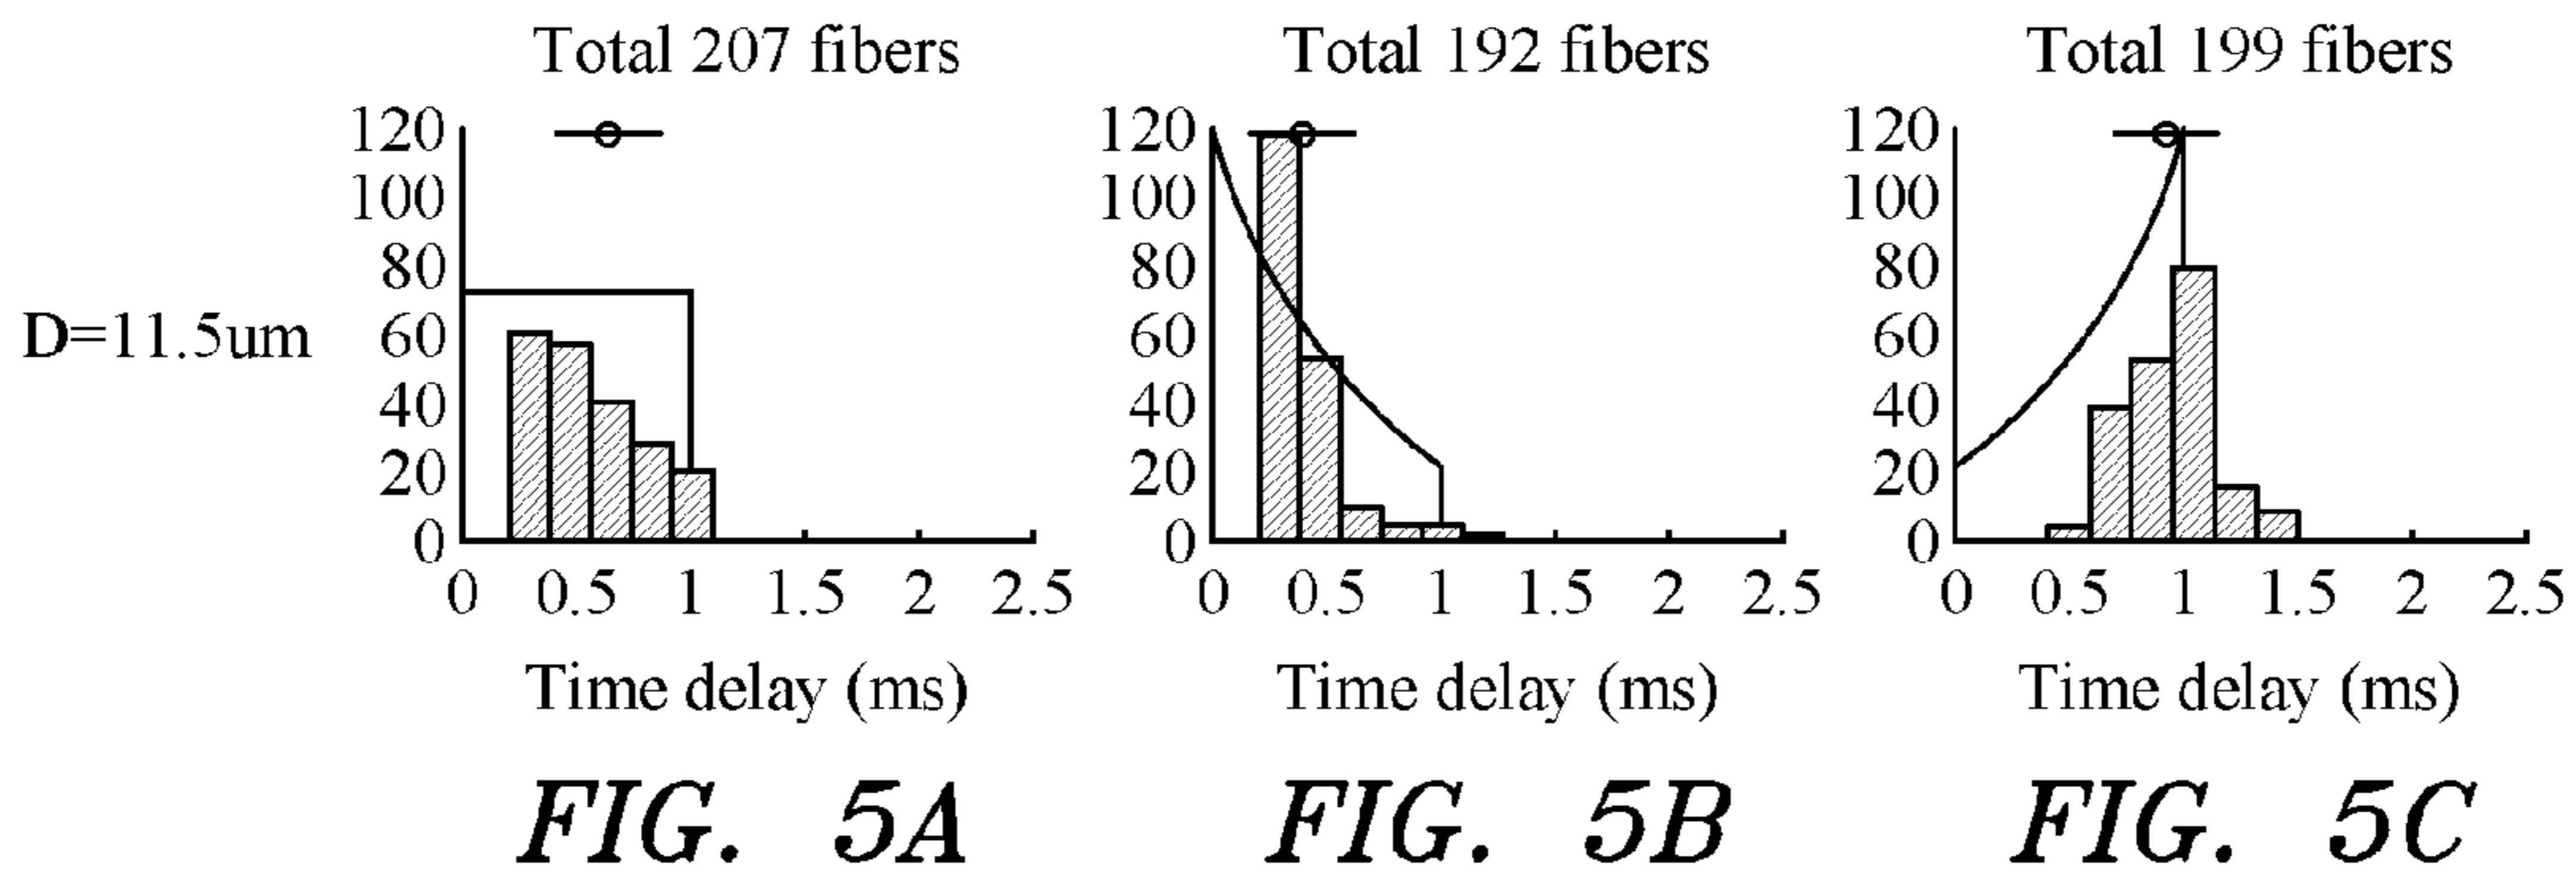 Total 207 fibers
120
100
80
60
40
20
0
0 0.5 1 1.5 2 2.5
Time delay (ms)
FIG. 5A
D=11.5um
Total 192 fibers
120
100
80
60
40
20
0
0 0.5 1 1.5 2 2.5
Time delay (ms)
FIG. 5B
Total 199 fibers
120
100
80
60
40
20
0
0 0.5 1 1.5 2 2.5
Time delay (ms)
FIG. 5C